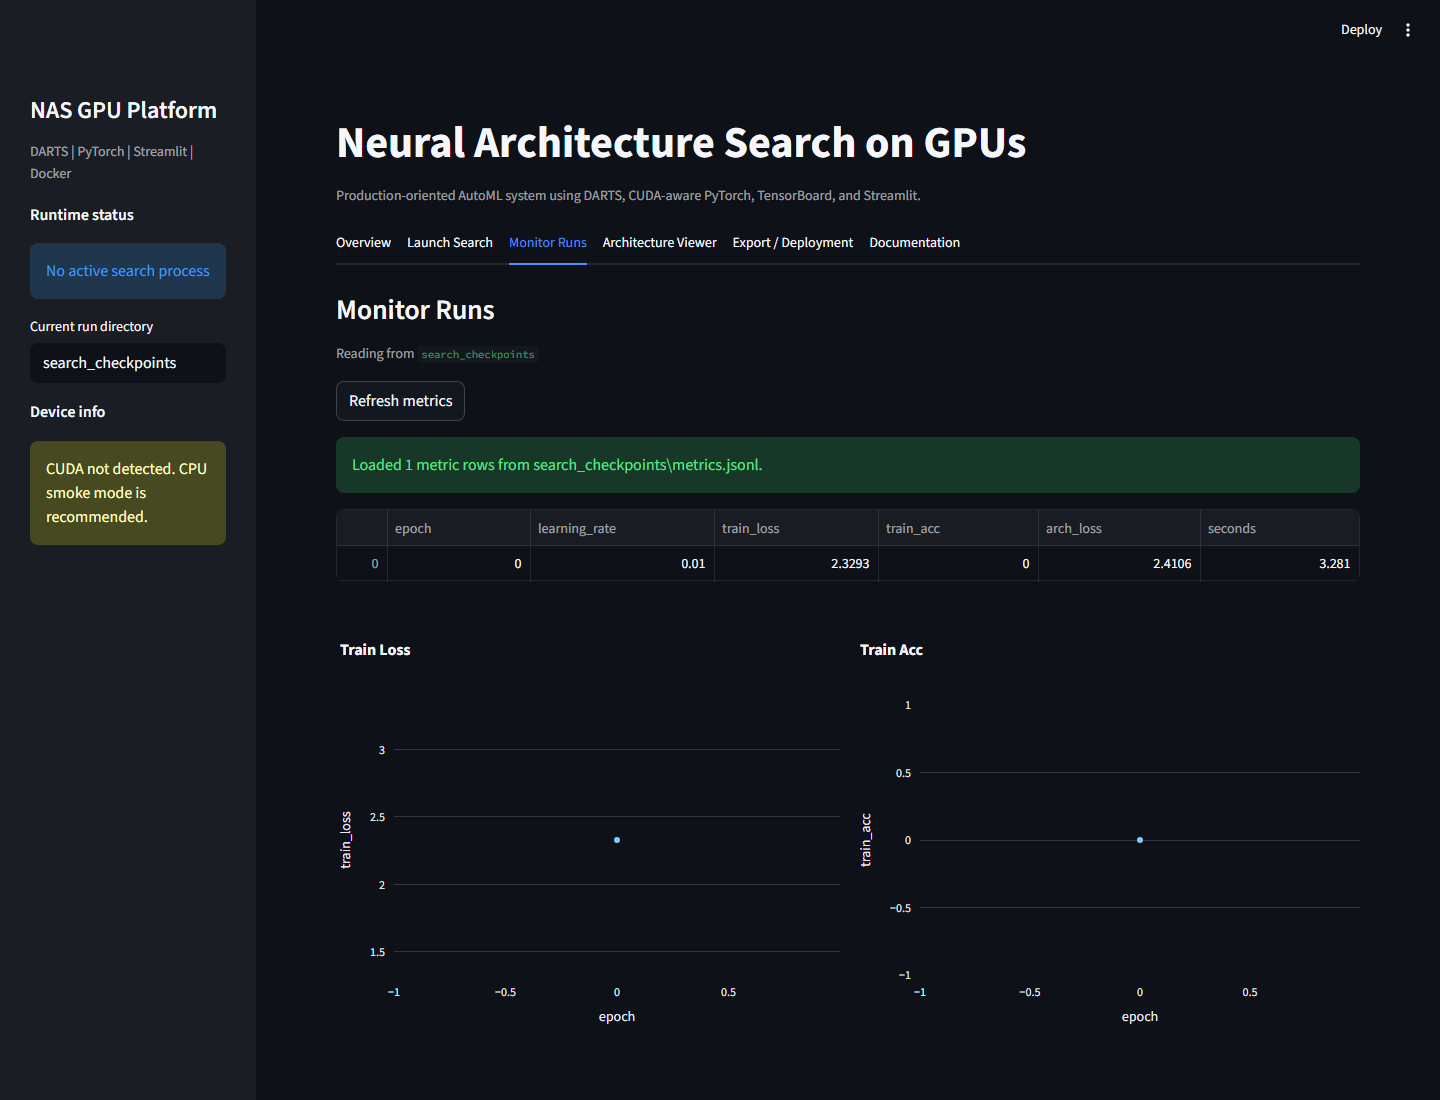 Deploy
NAS GPU Platform
DARTS | PyTorch | Streamlit |
Docker
Runtime status
No active search process
Current run directory
search_checkpoints
Device info
CUDA not detected. CPU
smoke mode is
recommended.
Neural Architecture Search on GPUs
Production-oriented AutoML system using DARTS, CUDA-aware PyTorch, TensorBoard, and Streamlit.
Overview Launch Search Monitor Runs Architecture Viewer Export / Deployment Documentation
Monitor Runs
Reading from search_checkpoints
Refresh metrics
Loaded 1 metric rows from search_checkpoints\metrics.jsonl.
epoch learning_rate train_loss train_acc arch_loss seconds
0 0 0.01 2.3293 0 2.4106 3.281
Train Loss
3
2.5
2
1.5
train_loss
−1 −0.5 0 0.5
epoch
Train Acc
1
0.5
0
−0.5
−1
train_acc
−1 −0.5 0 0.5
epoch